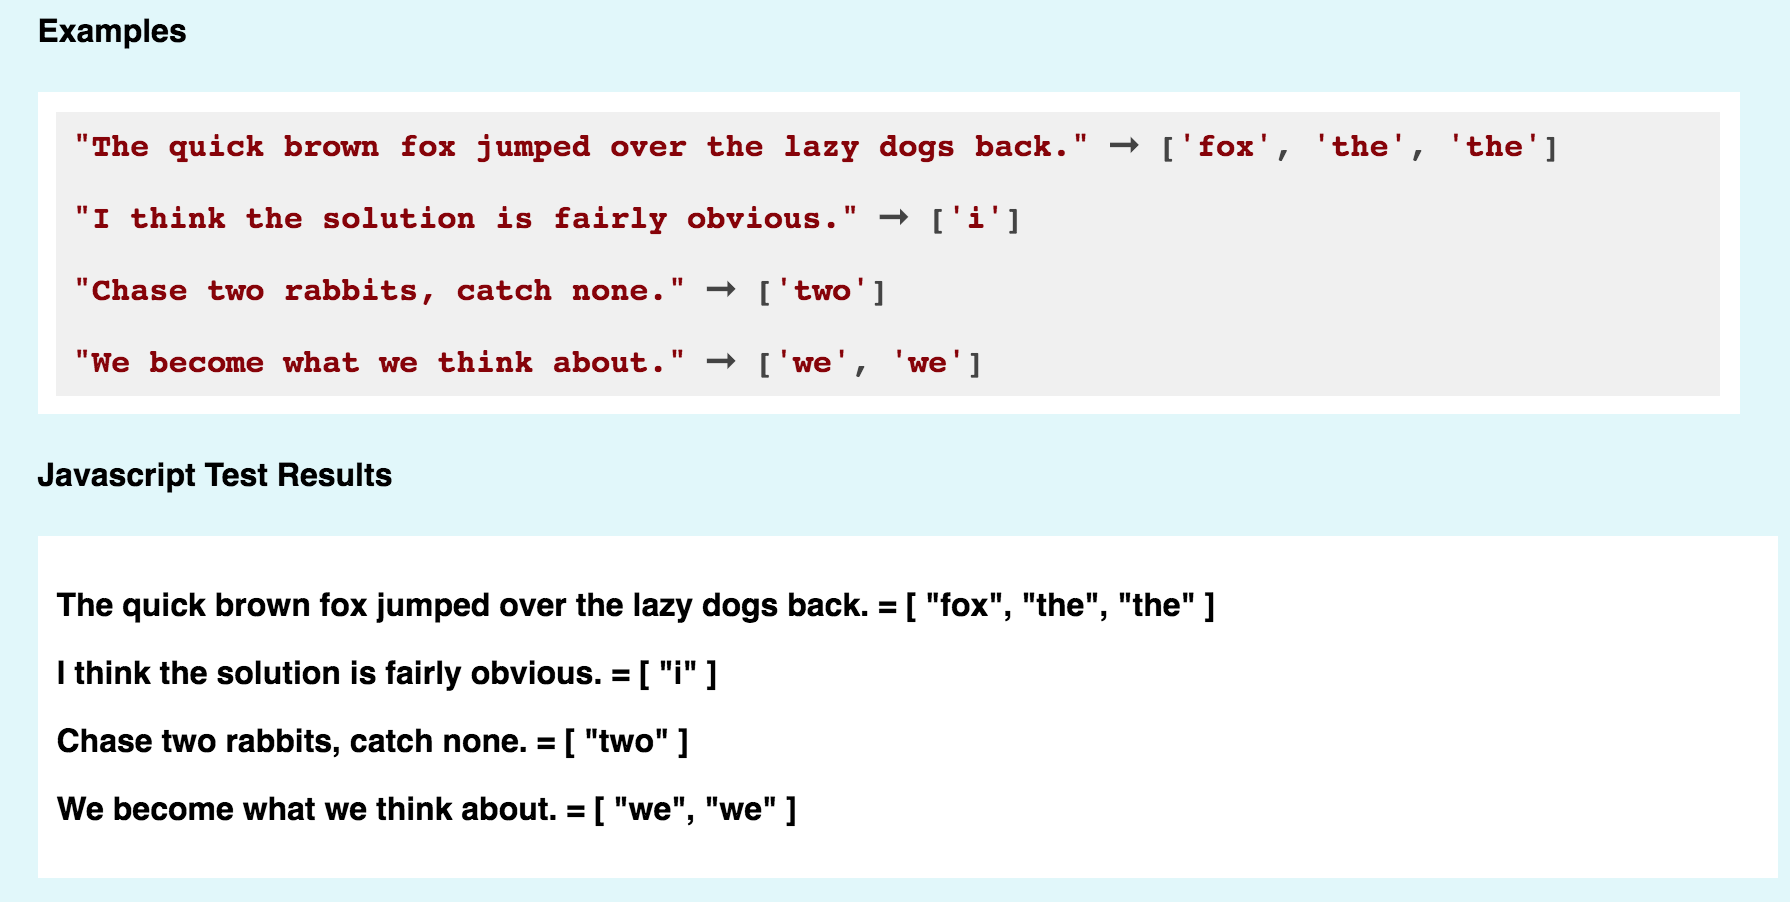 Examples
"The quick brown fox jumped over the lazy dogs back." → ['fox', 'the', 'the']
"I think the solution is fairly obvious." → ['i']
"Chase two rabbits, catch none." → ['two']
"We become what we think about." → ['we', 'we']
Javascript Test Results
The quick brown fox jumped over the lazy dogs back. = [ "fox", "the", "the" ]
I think the solution is fairly obvious. = [ "i" ]
Chase two rabbits, catch none. = [ "two" ]
We become what we think about. = [ "we", "we" ]